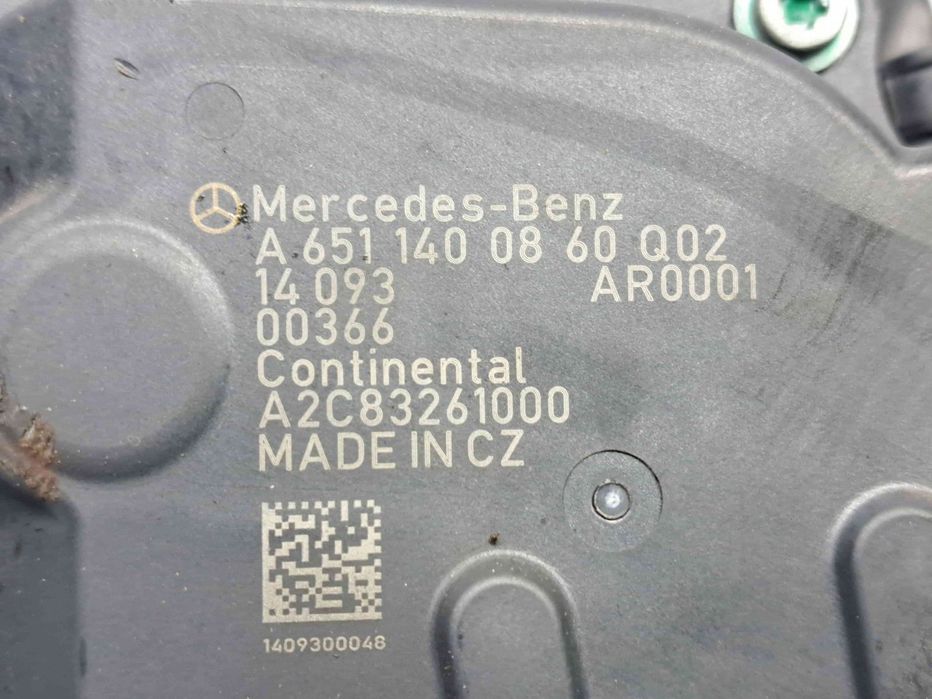 Mercedes-Benz
A 651 140 08 60 Q02
14 093 AR0001
00366
Continental
A2C83261000
MADE IN CZ
1409300048